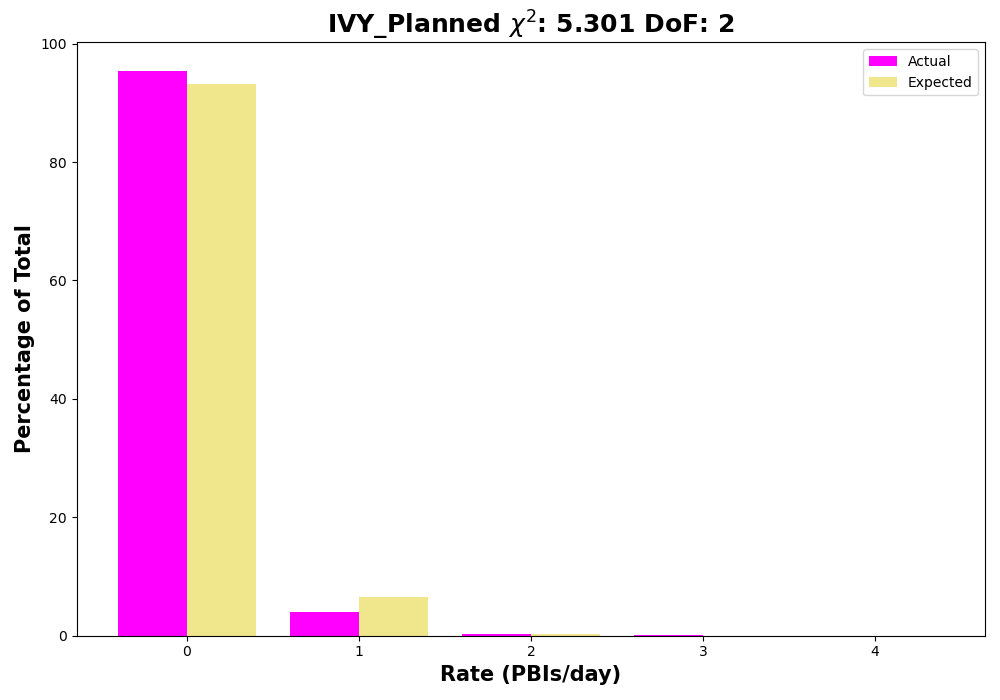 IVY_Planned χ²: 5.301 DoF: 2
Actual
Expected
Percentage of Total
100
80
60
40
20
0
0 1 2 3 4
Rate (PBIs/day)